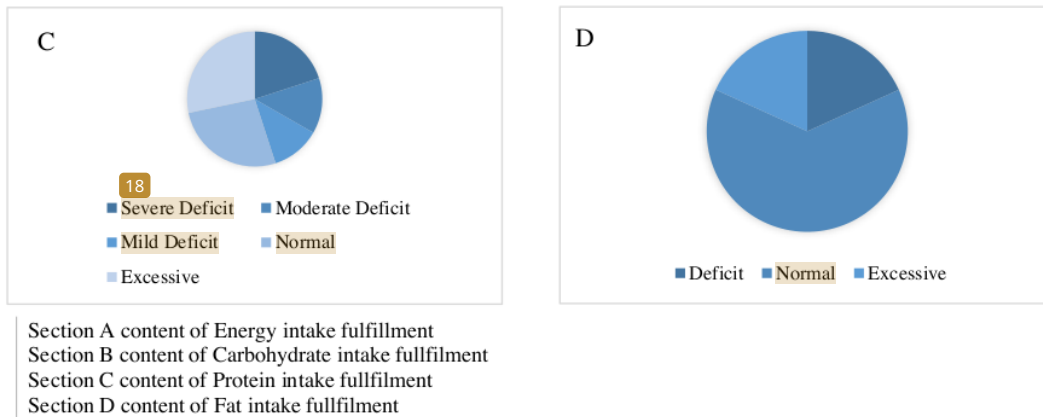 C
18
Severe Deficit Moderate Deficit
Mild Deficit Normal
Excessive
D
Deficit Normal Excessive
Section A content of Energy intake fulfillment
Section B content of Carbohydrate intake fullfilment
Section C content of Protein intake fullfilment
Section D content of Fat intake fullfilment